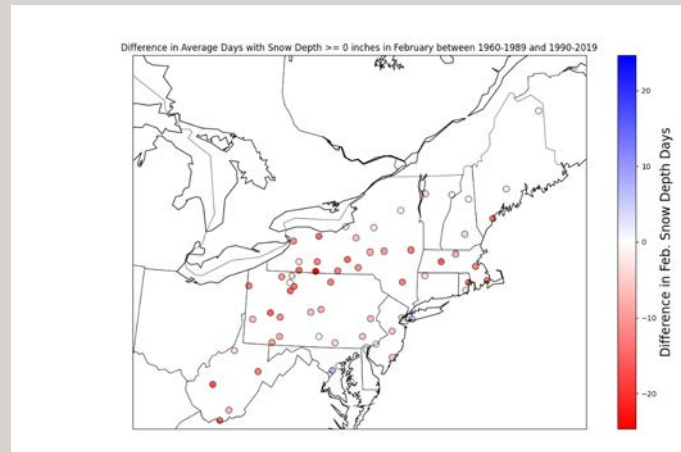 Difference in Average Days with Snow Depth >= 0 inches in February between 1960-1989 and 1990-2019
20
10
0
−10
−20
Difference in Feb. Snow Depth Days